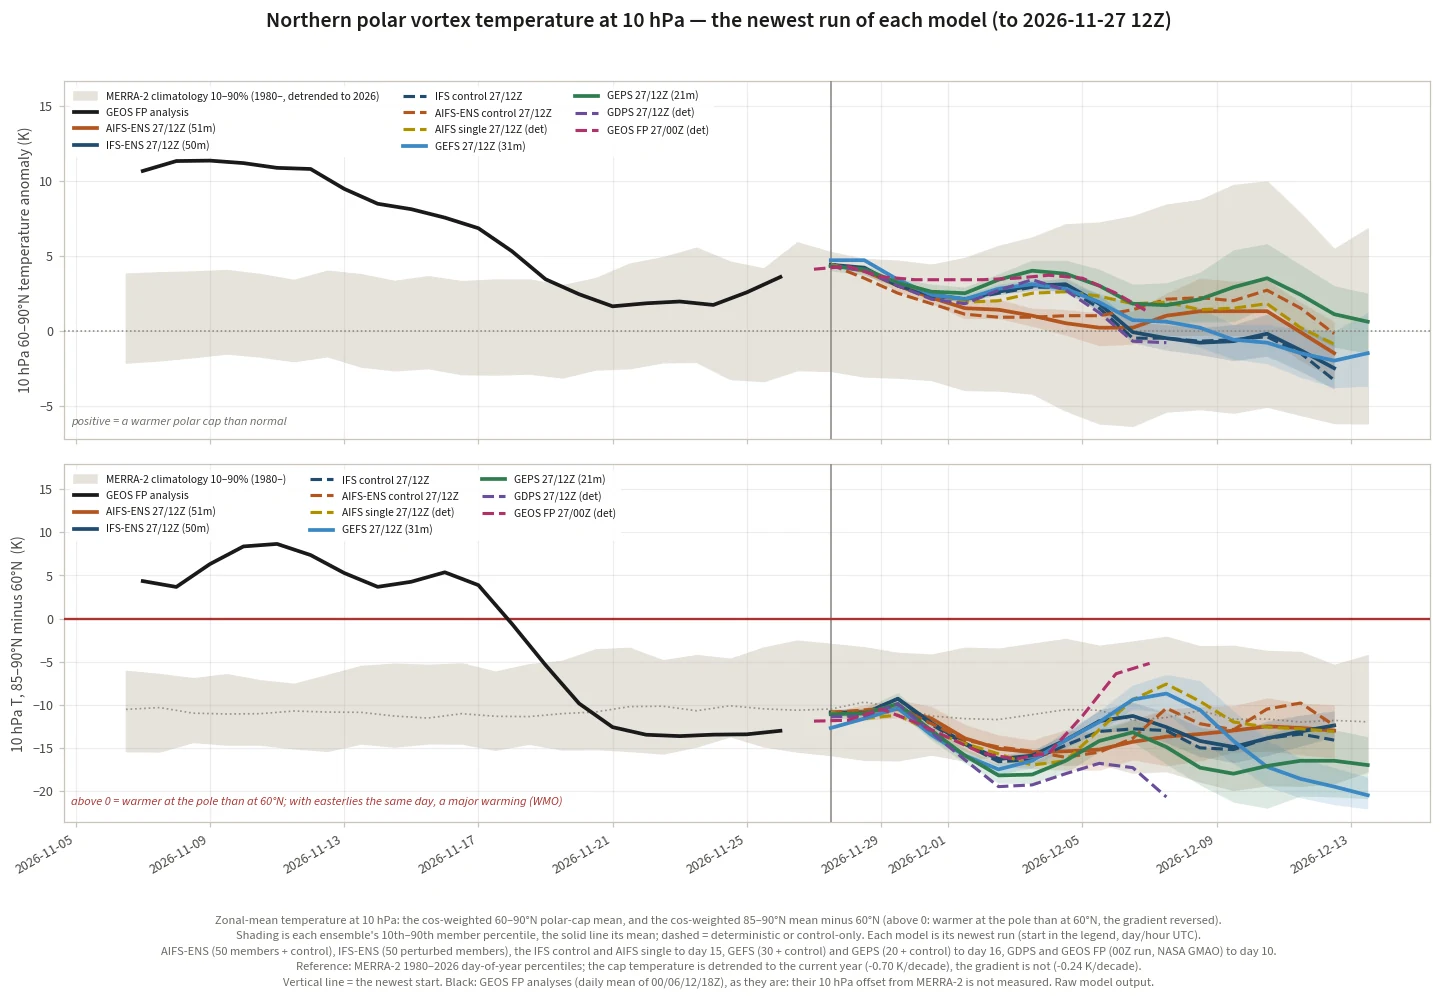 Northern polar vortex temperature at 10 hPa — the newest run of each model (to 2026-11-27 12Z)
10 hPa 60–90°N temperature anomaly (K)
15
10
5
0
−5
MERRA-2 climatology 10–90% (1980–, detrended to 2026)
GEOS FP analysis
AIFS-ENS 27/12Z (51m)
IFS-ENS 27/12Z (50m)
IFS control 27/12Z
AIFS-ENS control 27/12Z
AIFS single 27/12Z (det)
GEFS 27/12Z (31m)
GEPS 27/12Z (21m)
GDPS 27/12Z (det)
GEOS FP 27/00Z (det)
positive = a warmer polar cap than normal
10 hPa T, 85–90°N minus 60°N (K)
15
10
5
0
−5
−10
−15
−20
MERRA-2 climatology 10–90% (1980–)
GEOS FP analysis
AIFS-ENS 27/12Z (51m)
IFS-ENS 27/12Z (50m)
IFS control 27/12Z
AIFS-ENS control 27/12Z
AIFS single 27/12Z (det)
GEFS 27/12Z (31m)
GEPS 27/12Z (21m)
GDPS 27/12Z (det)
GEOS FP 27/00Z (det)
above 0 = warmer at the pole than at 60°N; with easterlies the same day, a major warming (WMO)
2026-11-05
2026-11-09
2026-11-13
2026-11-17
2026-11-21
2026-11-25
2026-11-29
2026-12-01
2026-12-05
2026-12-09
2026-12-13
Zonal-mean temperature at 10 hPa: the cos-weighted 60–90°N polar-cap mean, and the cos-weighted 85–90°N mean minus 60°N (above 0: warmer at the pole than at 60°N, the gradient reversed).
Shading is each ensemble's 10th–90th member percentile, the solid line its mean; dashed = deterministic or control-only. Each model is its newest run (start in the legend, day/hour UTC).
AIFS-ENS (50 members + control), IFS-ENS (50 perturbed members), the IFS control and AIFS single to day 15, GEFS (30 + control) and GEPS (20 + control) to day 16, GDPS and GEOS FP (00Z run, NASA GMAO) to day 10.
Reference: MERRA-2 1980–2026 day-of-year percentiles; the cap temperature is detrended to the current year (-0.70 K/decade), the gradient is not (-0.24 K/decade).
Vertical line = the newest start. Black: GEOS FP analyses (daily mean of 00/06/12/18Z), as they are: their 10 hPa offset from MERRA-2 is not measured. Raw model output.